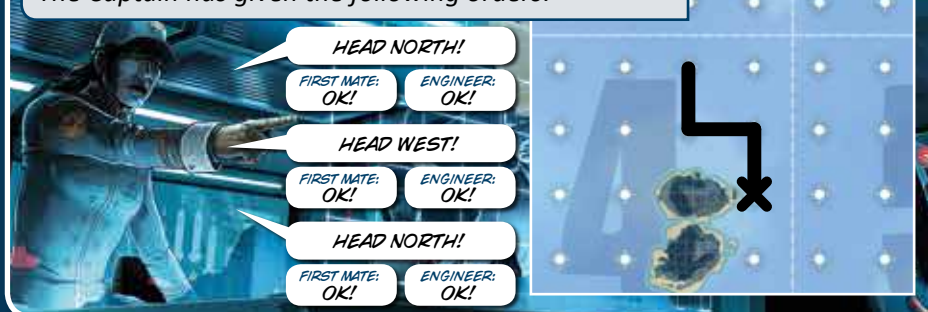 The Captain has given the following orders:
HEAD NORTH!
FIRST MATE: ENGINEER:
OK! OK!
HEAD WEST!
FIRST MATE: ENGINEER:
OK! OK!
HEAD NORTH!
FIRST MATE: ENGINEER:
OK! OK!
4